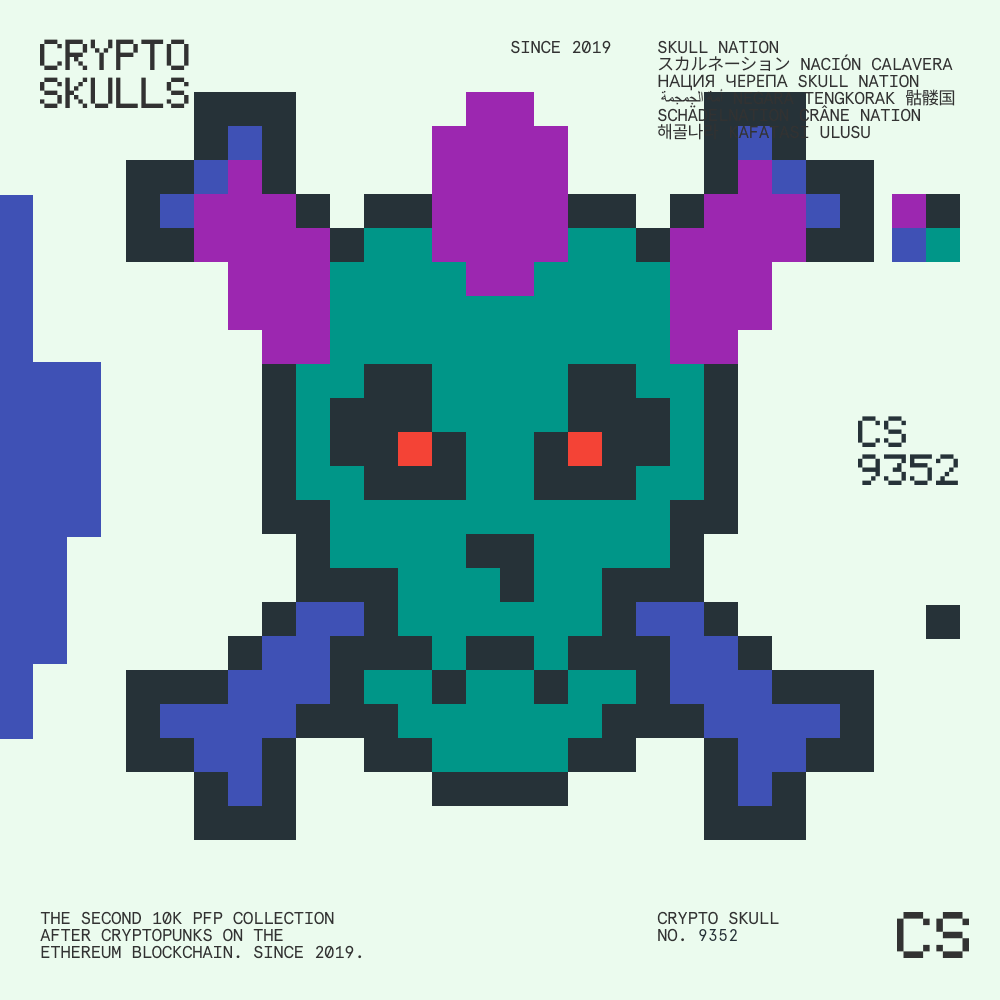 CRYPTO
SKULLS
SINCE 2019
SKULL NATION
スカルネーション NACIÓN CALAVERA
НАЦИЯ ЧЕРЕПА SKULL NATION
الجمجمة TENGKORAK 骷髅国
CRÂNE NATION
해골나 ULUSU
CS
9352
THE SECOND 10K PFP COLLECTION
AFTER CRYPTOPUNKS ON THE
ETHEREUM BLOCKCHAIN. SINCE 2019.
CRYPTO SKULL
NO. 9352
CS